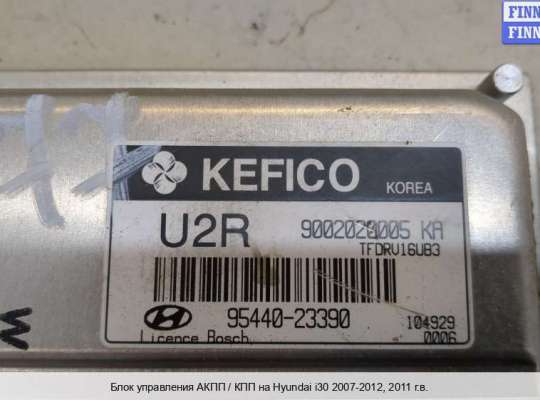 FINN
FINN
KEFICO
KOREA
U2R
9002023005 KA
TFDRV16UB3
95440-23390
104929
Licence Bosch
0006
Блок управления АКПП / КПП на Hyundai i30 2007-2012, 2011 г.в.